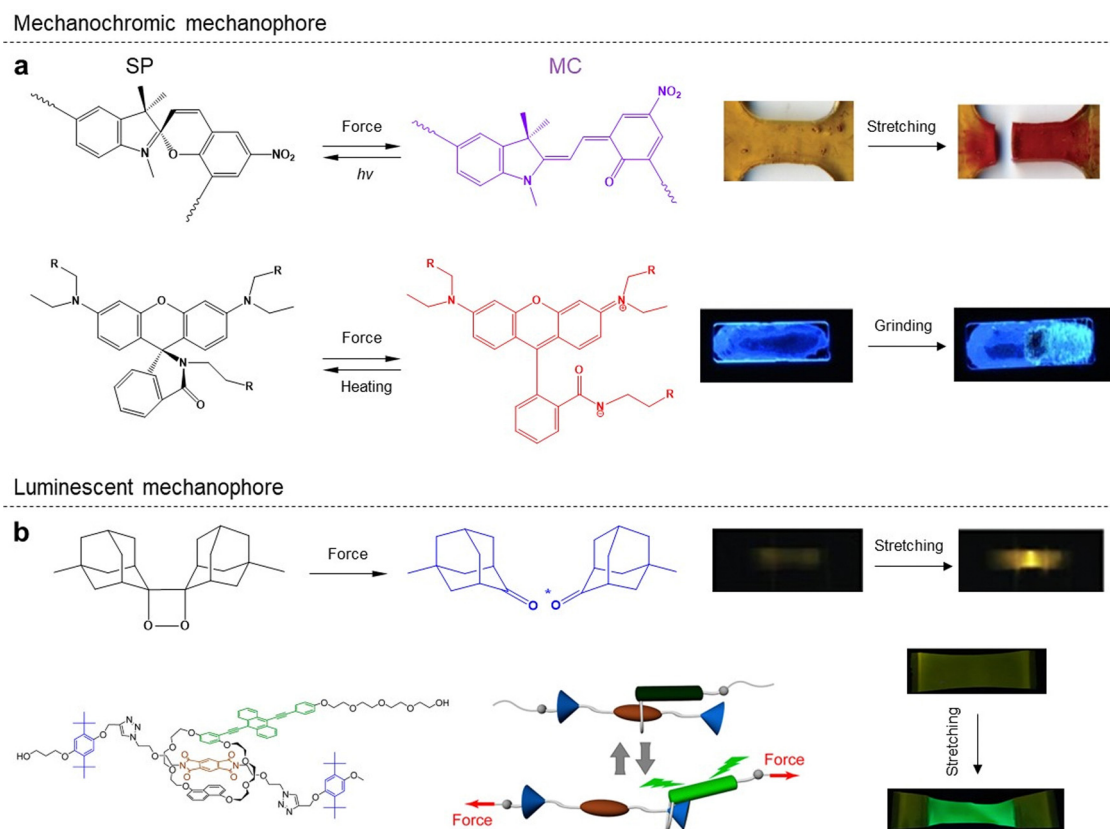 Mechanochromic mechanophore
a
SP
MC
Force
hv
Stretching
N
O
NO₂
N
O
NO₂
R
R
N
O
N
N
R
O
Force
Heating
R
R
N
O
N
⊕
O
N
⊖
R
Grinding
Luminescent mechanophore
b
O
O
Force
O
*
O
Stretching
HO
O
O
N
N
N
O
O
O
O
O
OH
O
O
O
O
N
O
O
N
O
O
N
N
N
O
O
Force
Force
Stretching